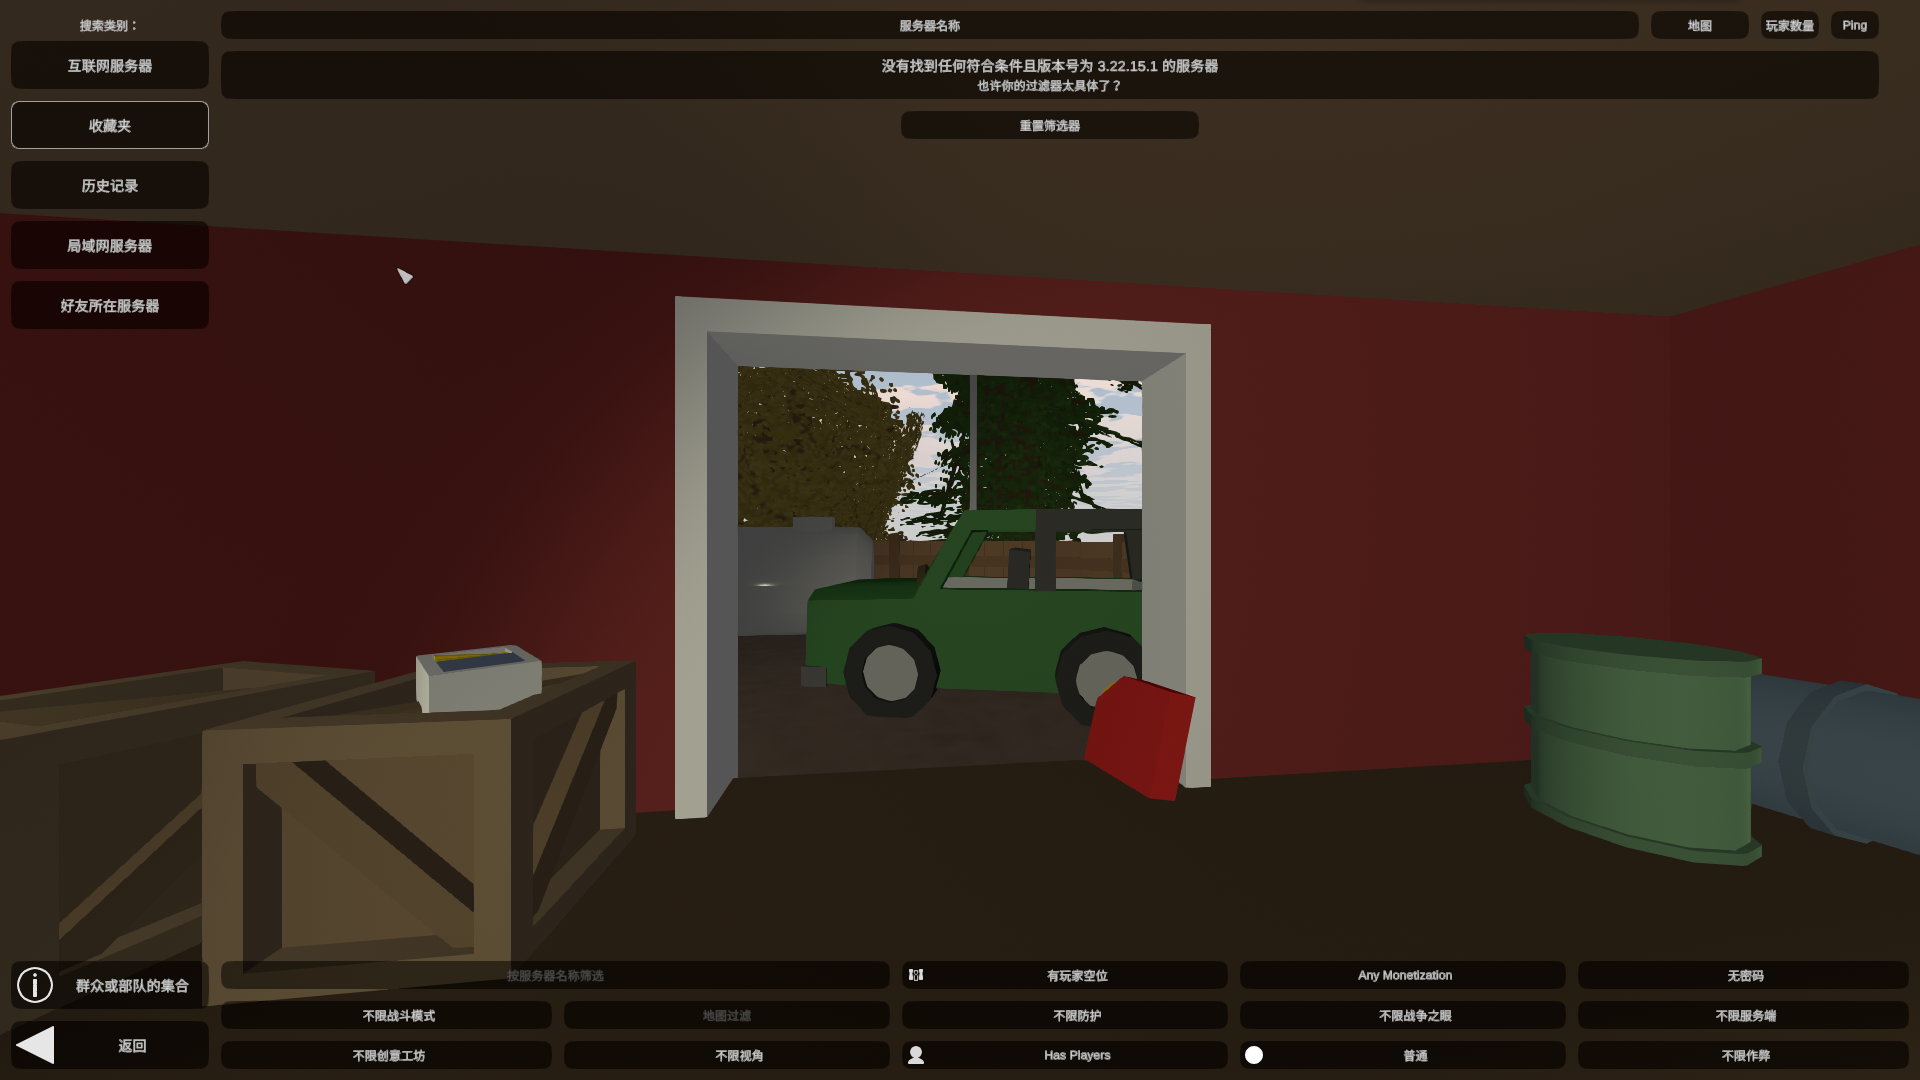 搜索类别：
服务器名称
地图
玩家数量
Ping
互联网服务器
收藏夹
历史记录
局域网服务器
好友所在服务器
没有找到任何符合条件且版本号为 3.22.15.1 的服务器
也许你的过滤器太具体了？
重置筛选器
群众或部队的集合
返回
按服务器名称筛选
有玩家空位
Any Monetization
无密码
不限战斗模式
地图过滤
不限防护
不限战争之眼
不限服务端
不限创意工坊
不限视角
Has Players
普通
不限作弊